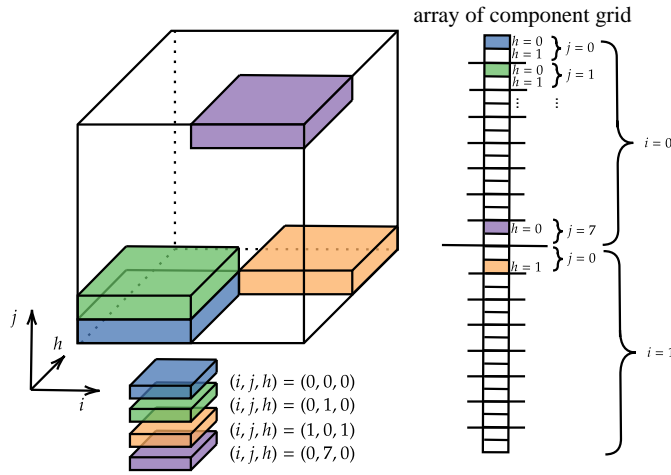 array of component grid
h = 0
h = 1
j = 0
h = 0
h = 1
j = 1
⋮ ⋮
i = 0
h = 0
j = 7
j = 0
h = 1
i = 1
j
h
i
(i, j, h) = (0, 0, 0)
(i, j, h) = (0, 1, 0)
(i, j, h) = (1, 0, 1)
(i, j, h) = (0, 7, 0)